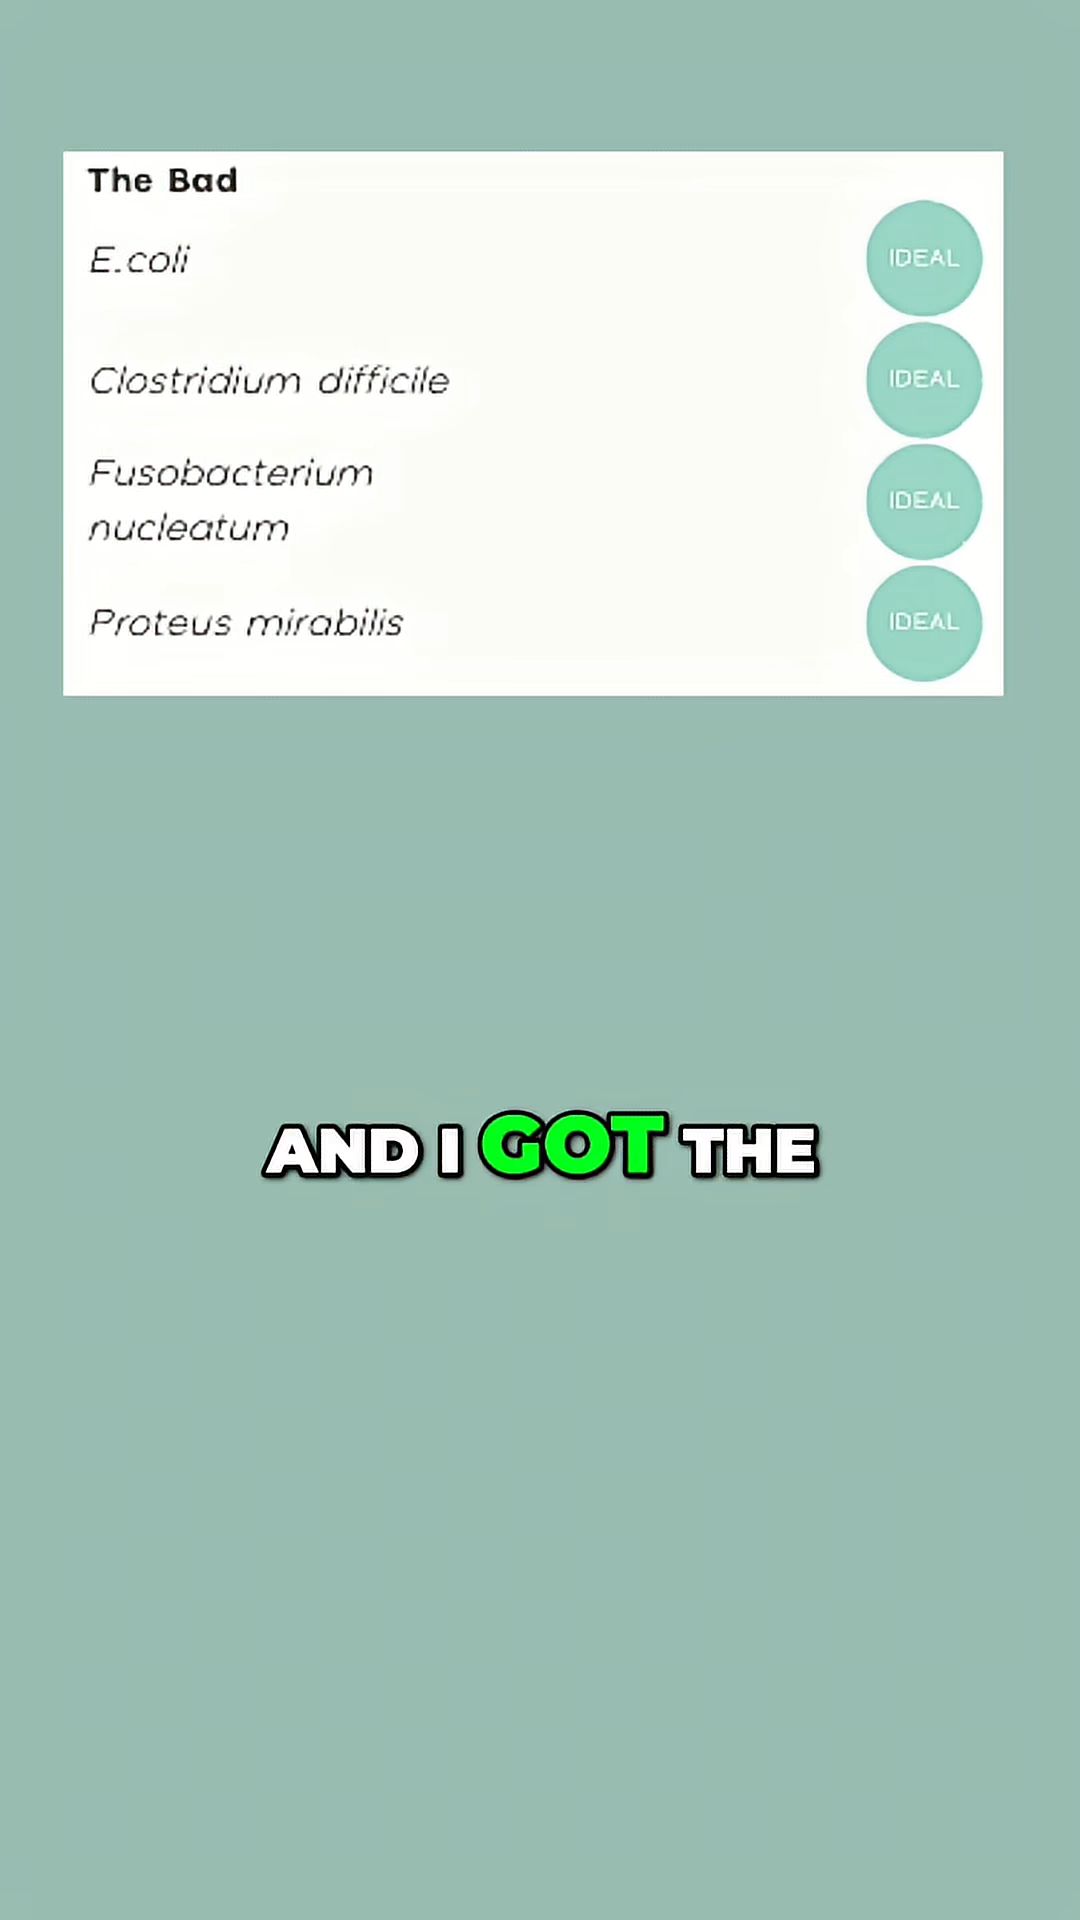 The Bad
E.coli
IDEAL
Clostridium difficile
IDEAL
Fusobacterium
nucleatum
IDEAL
Proteus mirabilis
IDEAL
AND I GOT THE